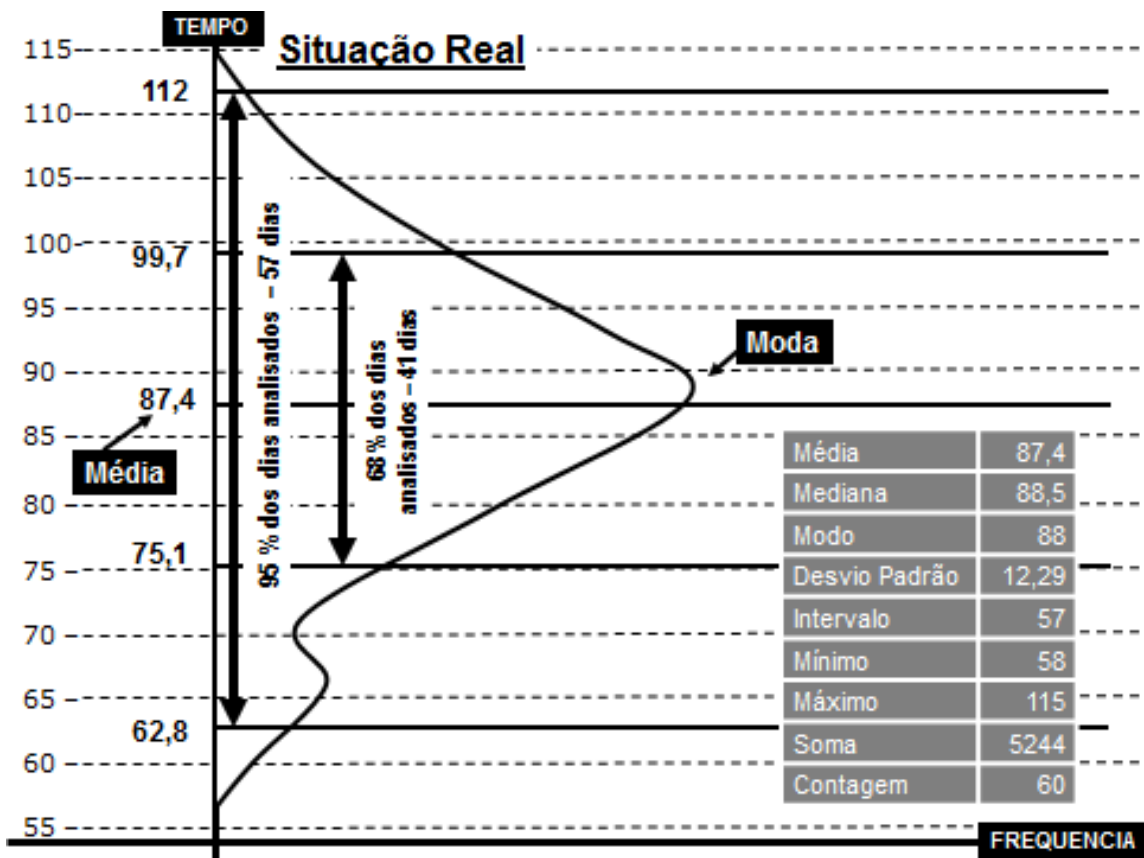 TEMPO
Situação Real
115
112
110
105
100
99,7
95
90
87,4
85
80
75,1
75
70
65
62,8
60
55
Média
Moda
95 % dos dias analisados – 57 dias
68 % dos dias
analisados – 41 dias
Média 87,4
Mediana 88,5
Modo 88
Desvio Padrão 12,29
Intervalo 57
Mínimo 58
Máximo 115
Soma 5244
Contagem 60
FREQUENCIA